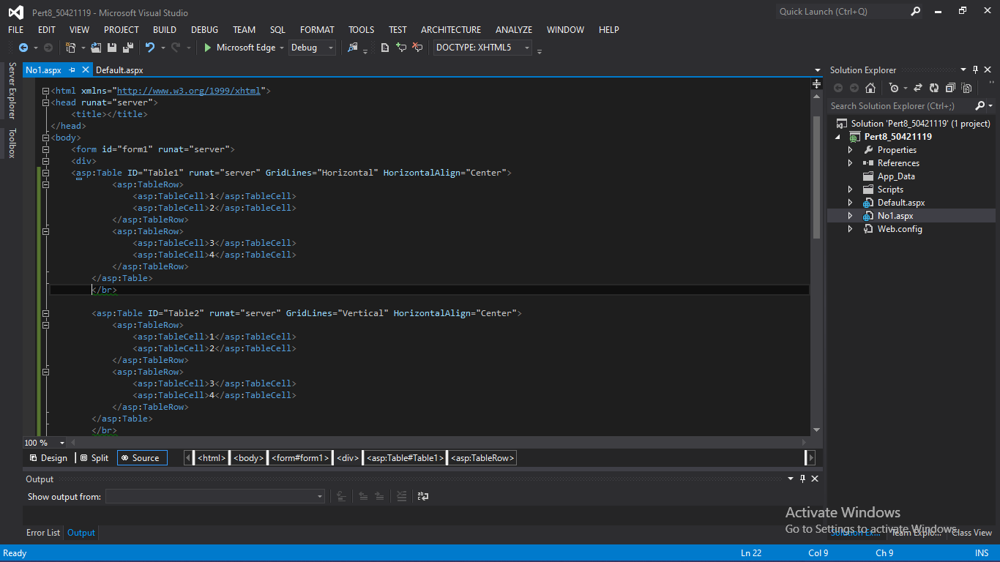 Pert8_50421119 - Microsoft Visual Studio
Quick Launch (Ctrl+Q)
FILE EDIT VIEW PROJECT BUILD DEBUG TEAM SQL FORMAT TOOLS TEST ARCHITECTURE ANALYZE WINDOW HELP
Microsoft Edge Debug DOCTYPE: XHTML5
Server Explorer
Toolbox
No1.aspx Default.aspx
<html xmlns="http://www.w3.org/1999/xhtml">
<head runat="server">
<title></title>
</head>
<body>
<form id="form1" runat="server">
<div>
<asp:Table ID="Table1" runat="server" GridLines="Horizontal" HorizontalAlign="Center">
<asp:TableRow>
<asp:TableCell>1</asp:TableCell>
<asp:TableCell>2</asp:TableCell>
</asp:TableRow>
<asp:TableRow>
<asp:TableCell>3</asp:TableCell>
<asp:TableCell>4</asp:TableCell>
</asp:TableRow>
</asp:Table>
</br>
<asp:Table ID="Table2" runat="server" GridLines="Vertical" HorizontalAlign="Center">
<asp:TableRow>
<asp:TableCell>1</asp:TableCell>
<asp:TableCell>2</asp:TableCell>
</asp:TableRow>
<asp:TableRow>
<asp:TableCell>3</asp:TableCell>
<asp:TableCell>4</asp:TableCell>
</asp:TableRow>
</asp:Table>
</br>
100 %
Design Split Source <html> <body> <form#form1> <div> <asp:Table#Table1> <asp:TableRow>
Output
Show output from:
Error List Output
Solution Explorer
Search Solution Explorer (Ctrl+;)
Solution 'Pert8_50421119' (1 project)
Pert8_50421119
Properties
References
App_Data
Scripts
Default.aspx
No1.aspx
Web.config
Activate Windows
Go to Settings to activate Windows.
Solution Ex... Team Explo... Class View
Ready Ln 22 Col 9 Ch 9 INS